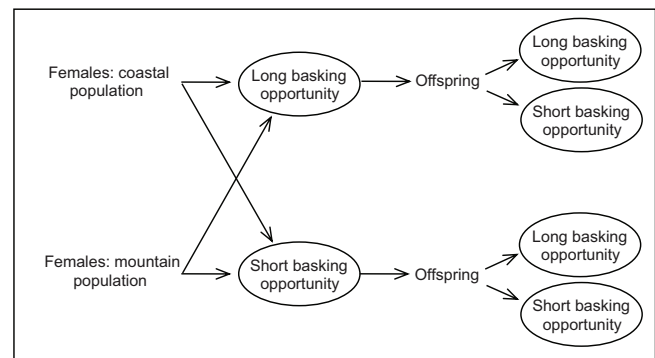 Females: coastal
population
Long basking
opportunity
Offspring
Long basking
opportunity
Short basking
opportunity
Females: mountain
population
Short basking
opportunity
Offspring
Long basking
opportunity
Short basking
opportunity